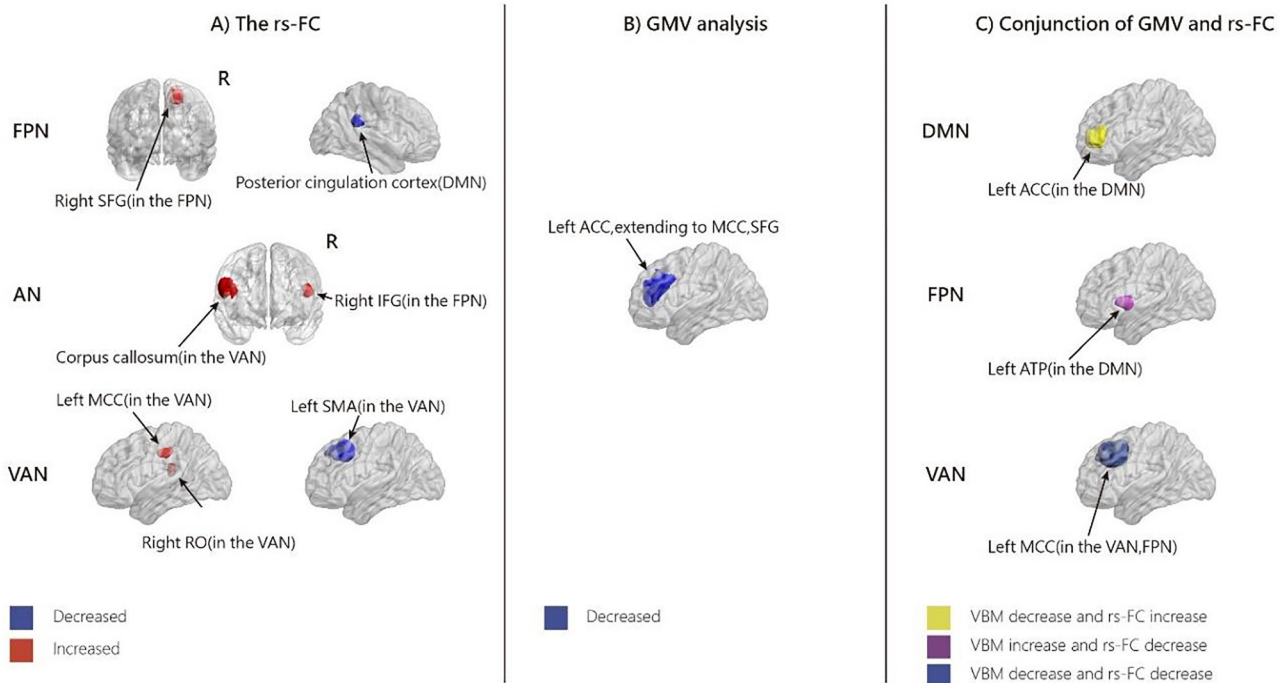 A) The rs-FC
B) GMV analysis
C) Conjunction of GMV and rs-FC
R
FPN
Posterior cingulation cortex(DMN)
Right SFG(in the FPN)
R
AN
Right IFG(in the FPN)
Corpus callosum(in the VAN)
Left MCC(in the VAN)
Left SMA(in the VAN)
VAN
Right RO(in the VAN)
Decreased
Increased
Left ACC,extending to MCC,SFG
Decreased
DMN
Left ACC(in the DMN)
FPN
Left ATP(in the DMN)
VAN
Left MCC(in the VAN,FPN)
VBM decrease and rs-FC increase
VBM increase and rs-FC decrease
VBM decrease and rs-FC decrease